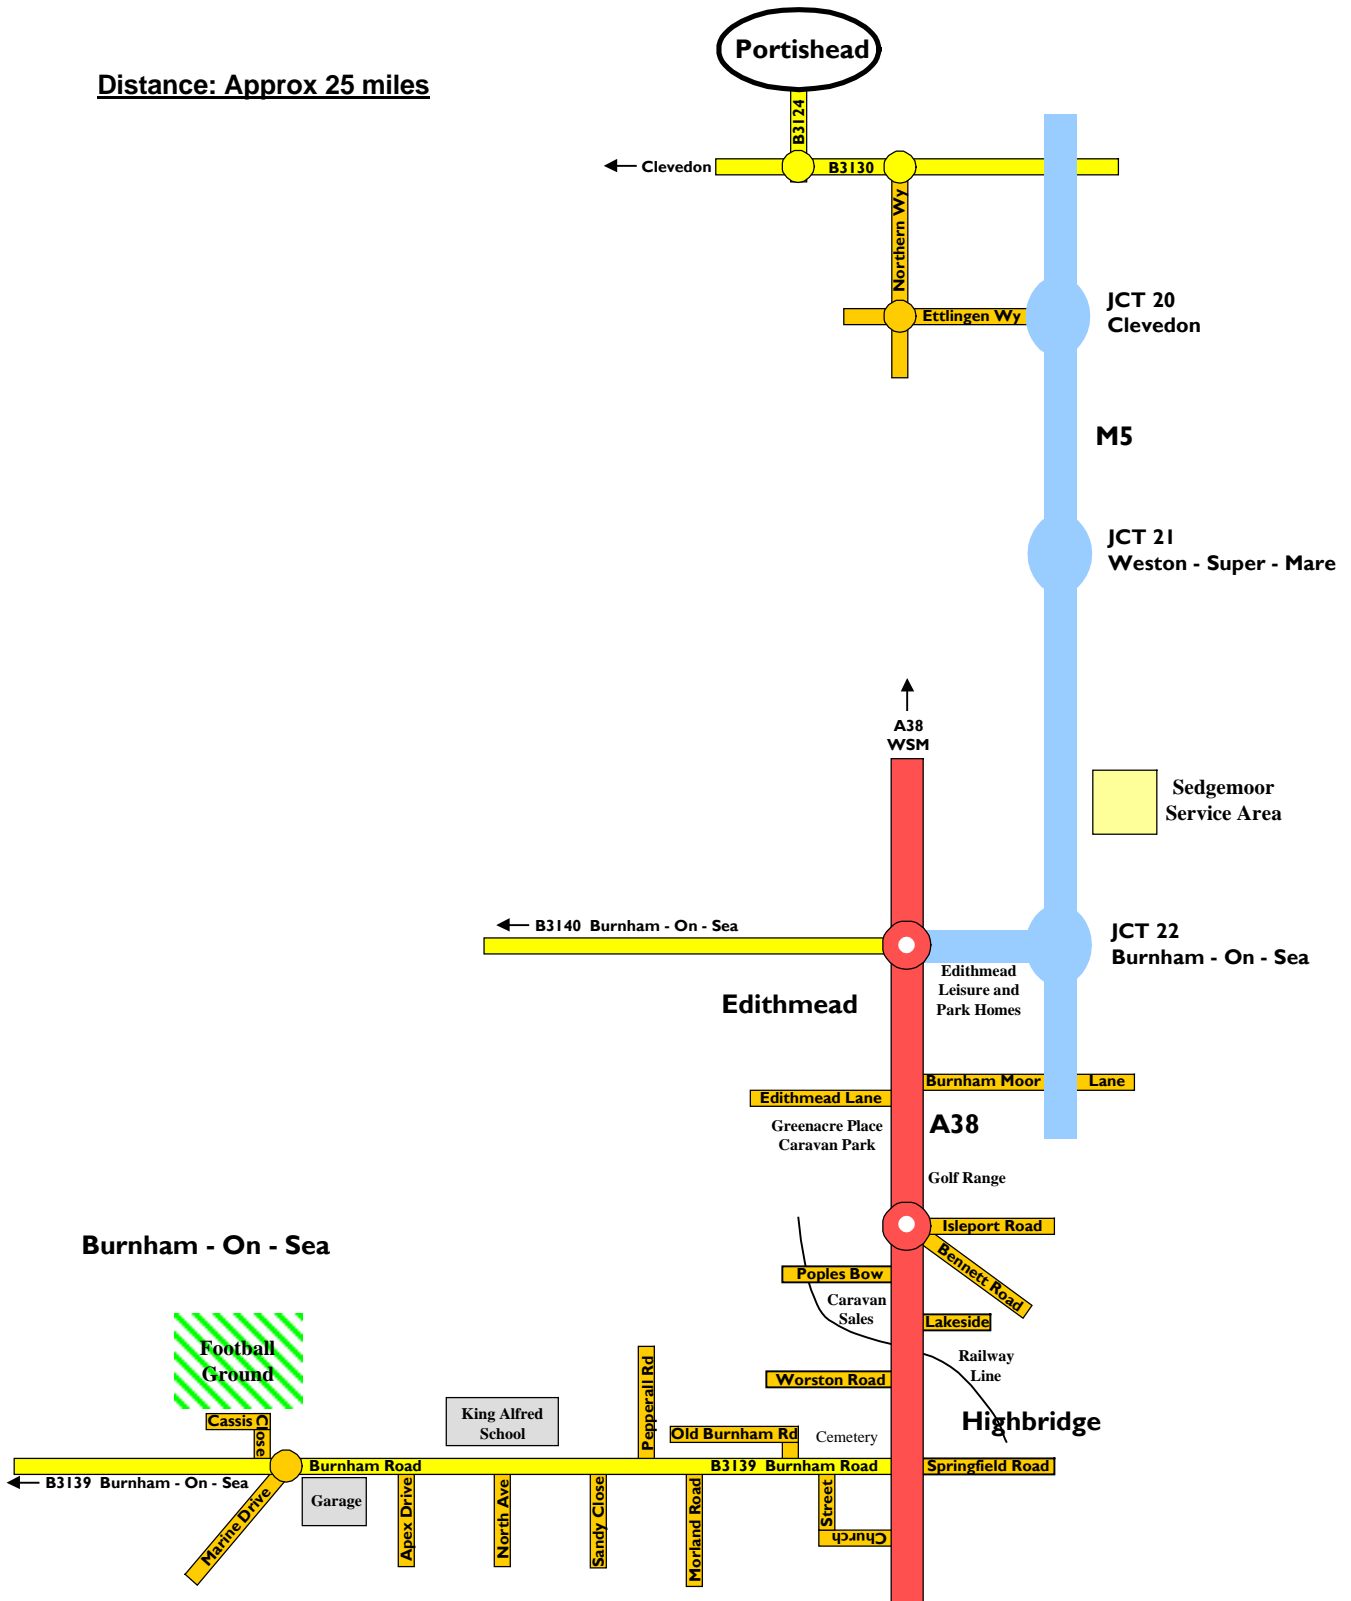 Portishead
Distance: Approx 25 miles
B3124
Clevedon
B3130
Northern Wy
Ettlingen Wy
JCT 20
Clevedon
M5
JCT 21
Weston - Super - Mare
A38
WSM
Sedgemoor
Service Area
B3140 Burnham - On - Sea
JCT 22
Burnham - On - Sea
Edithmead
Leisure and
Park Homes
Edithmead
Burnham Moor Lane
Edithmead Lane
Greenacre Place
Caravan Park
A38
Golf Range
Isleport Road
Bennett Road
Burnham - On - Sea
Poples Bow
Caravan
Sales
Lakeside
Railway
Line
Football
Ground
Worston Road
Pepperall Rd
King Alfred
School
Highbridge
Cassis
Close
Old Burnham Rd
Cemetery
Burnham Road
B3139 Burnham Road
Springfield Road
B3139 Burnham - On - Sea
Garage
Marine Drive
Apex Drive
North Ave
Sandy Close
Morland Road
Street
Church